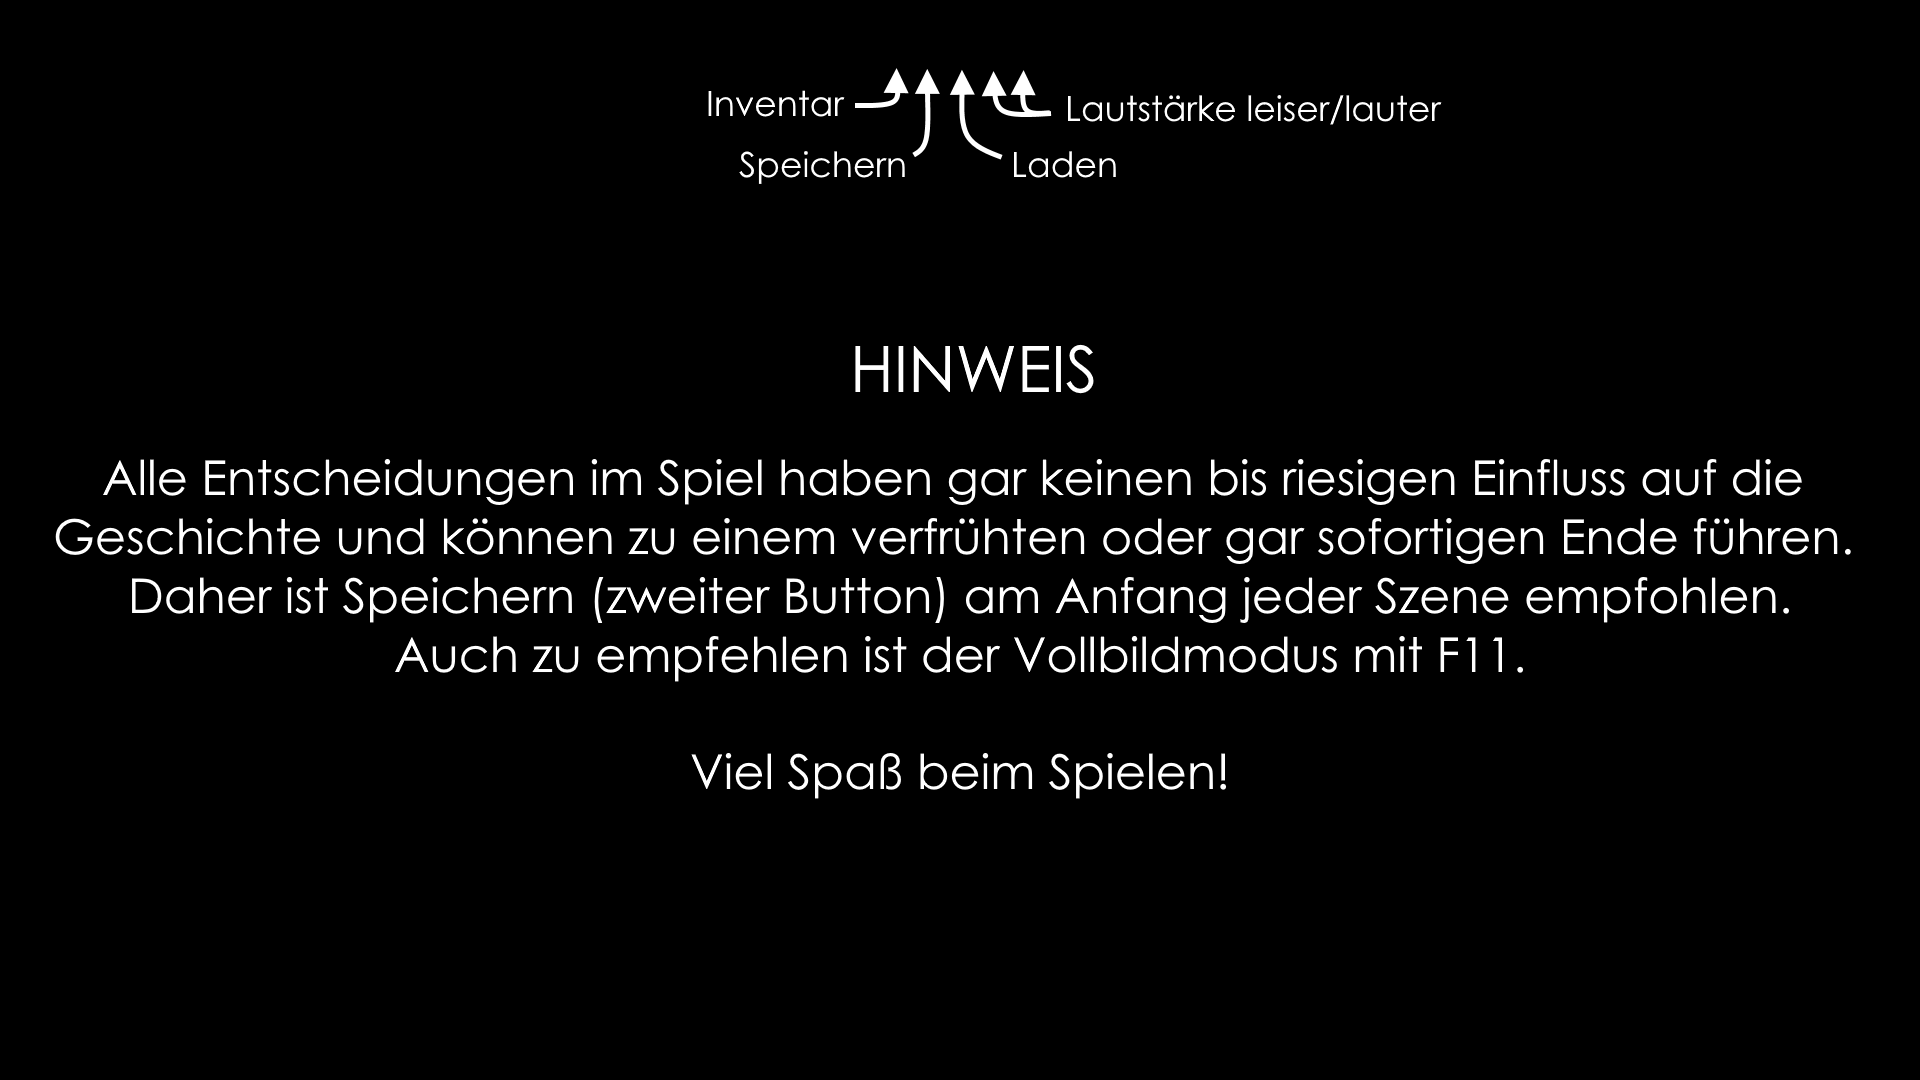 Inventar
Lautstärke leiser/lauter
Speichern
Laden
HINWEIS
Alle Entscheidungen im Spiel haben gar keinen bis riesigen Einfluss auf die
Geschichte und können zu einem verfrühten oder gar sofortigen Ende führen.
Daher ist Speichern (zweiter Button) am Anfang jeder Szene empfohlen.
Auch zu empfehlen ist der Vollbildmodus mit F11.
Viel Spaß beim Spielen!